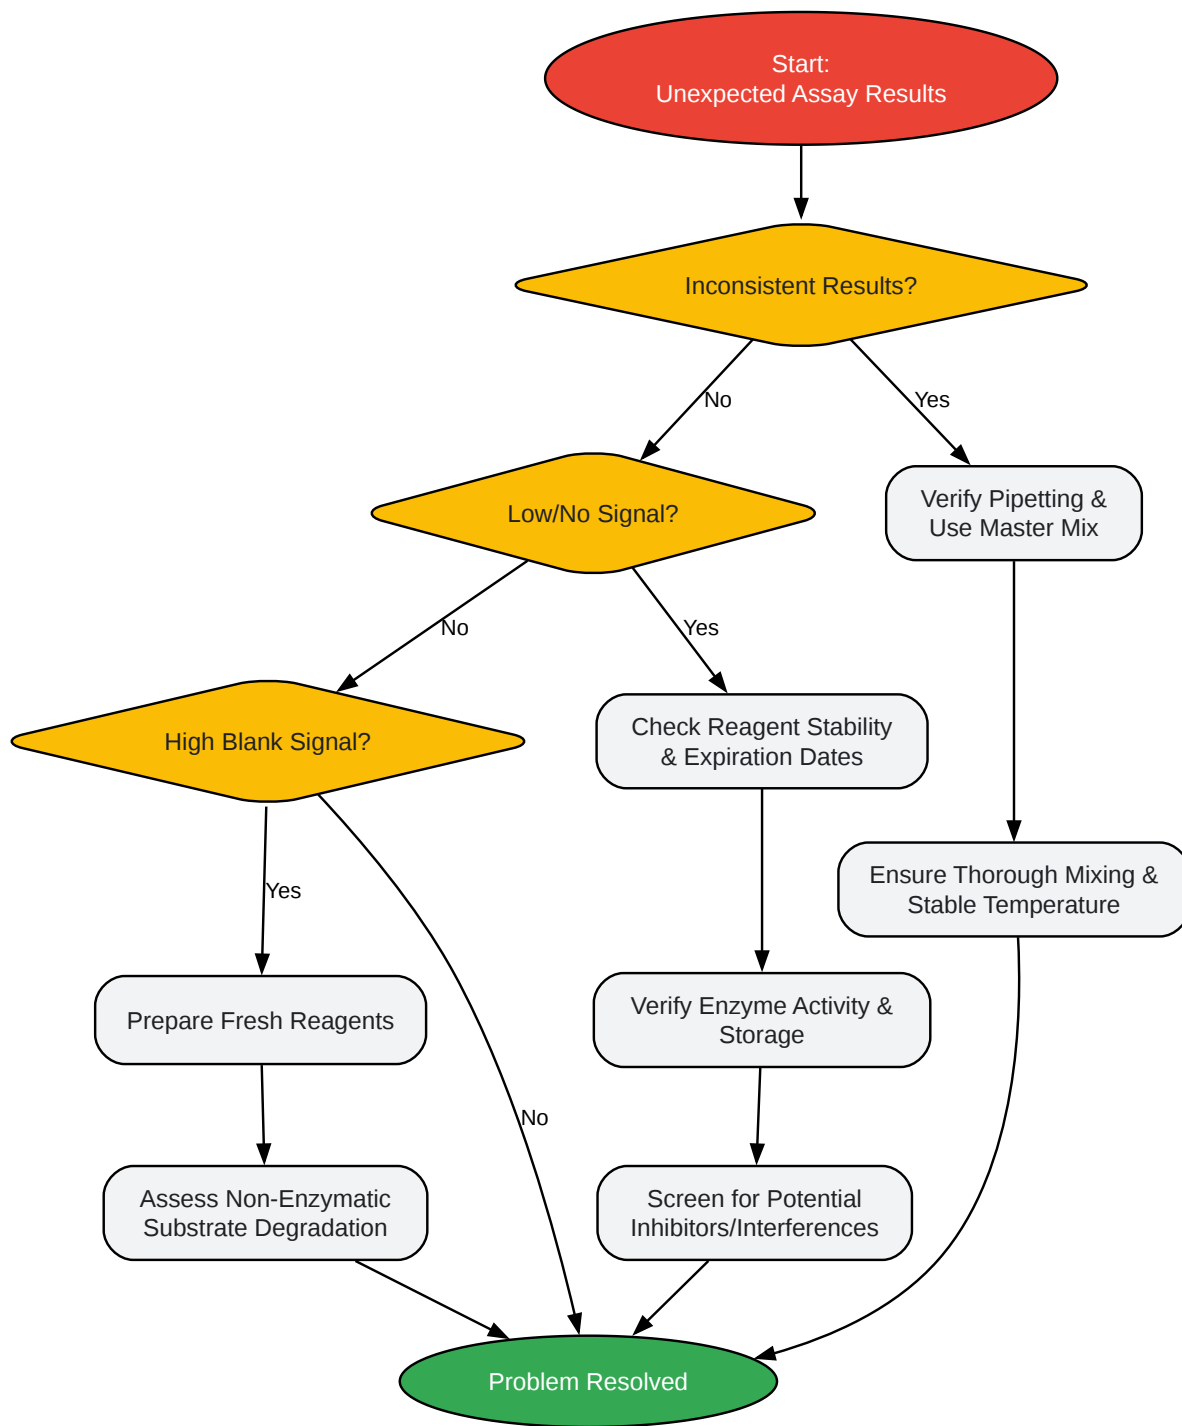 Start:
Unexpected Assay Results
Inconsistent Results?
No
Yes
Low/No Signal?
Verify Pipetting &
Use Master Mix
No
Yes
High Blank Signal?
Check Reagent Stability
& Expiration Dates
Yes
Ensure Thorough Mixing &
Stable Temperature
Prepare Fresh Reagents
Verify Enzyme Activity &
Storage
No
Assess Non-Enzymatic
Substrate Degradation
Screen for Potential
Inhibitors/Interferences
Problem Resolved